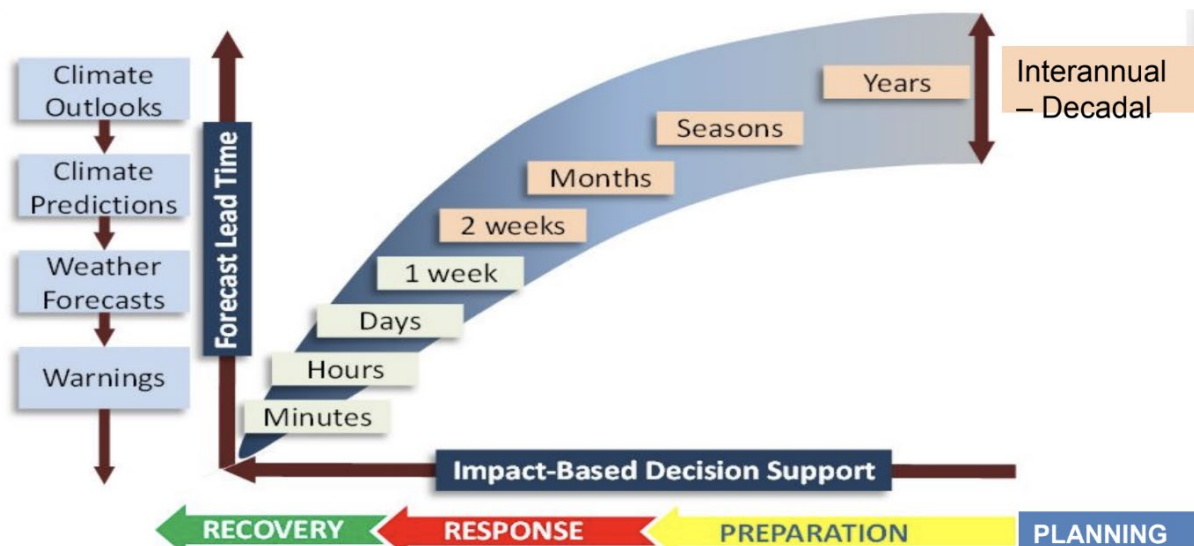 Climate
Outlooks
Climate
Predictions
Weather
Forecasts
Warnings
Forecast Lead Time
Years
Seasons
Months
2 weeks
1 week
Days
Hours
Minutes
Interannual
– Decadal
Impact-Based Decision Support
RECOVERY
RESPONSE
PREPARATION
PLANNING